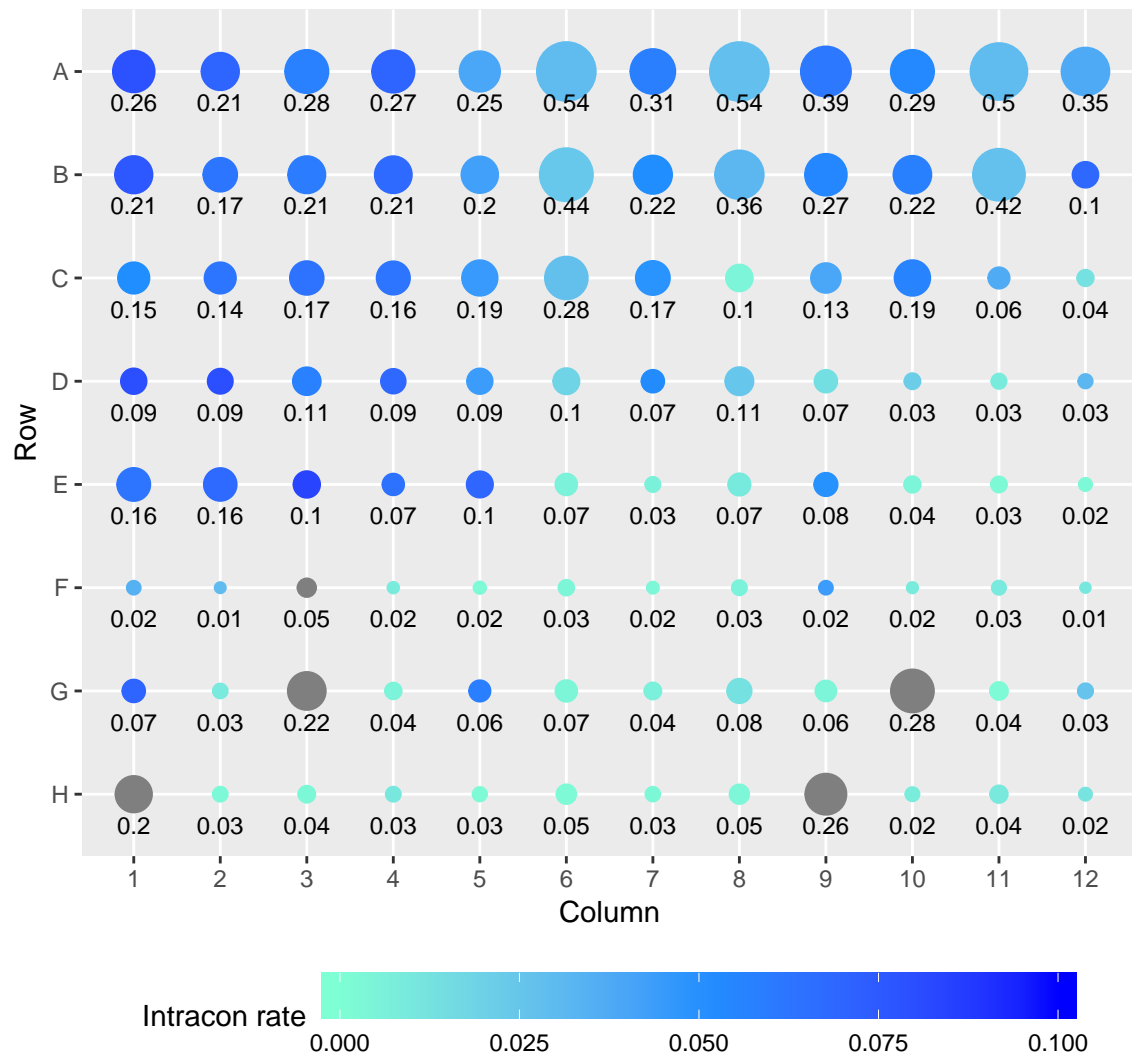 A
0.26 0.21 0.28 0.27 0.25 0.54 0.31 0.54 0.39 0.29 0.5 0.35
B
0.21 0.17 0.21 0.21 0.2 0.44 0.22 0.36 0.27 0.22 0.42 0.1
C
0.15 0.14 0.17 0.16 0.19 0.28 0.17 0.1 0.13 0.19 0.06 0.04
D
0.09 0.09 0.11 0.09 0.09 0.1 0.07 0.11 0.07 0.03 0.03 0.03
Row
E
0.16 0.16 0.1 0.07 0.1 0.07 0.03 0.07 0.08 0.04 0.03 0.02
F
0.02 0.01 0.05 0.02 0.02 0.03 0.02 0.03 0.02 0.02 0.03 0.01
G
0.07 0.03 0.22 0.04 0.06 0.07 0.04 0.08 0.06 0.28 0.04 0.03
H
0.2 0.03 0.04 0.03 0.03 0.05 0.03 0.05 0.26 0.02 0.04 0.02
1 2 3 4 5 6 7 8 9 10 11 12
Column
Intracon rate
0.000 0.025 0.050 0.075 0.100